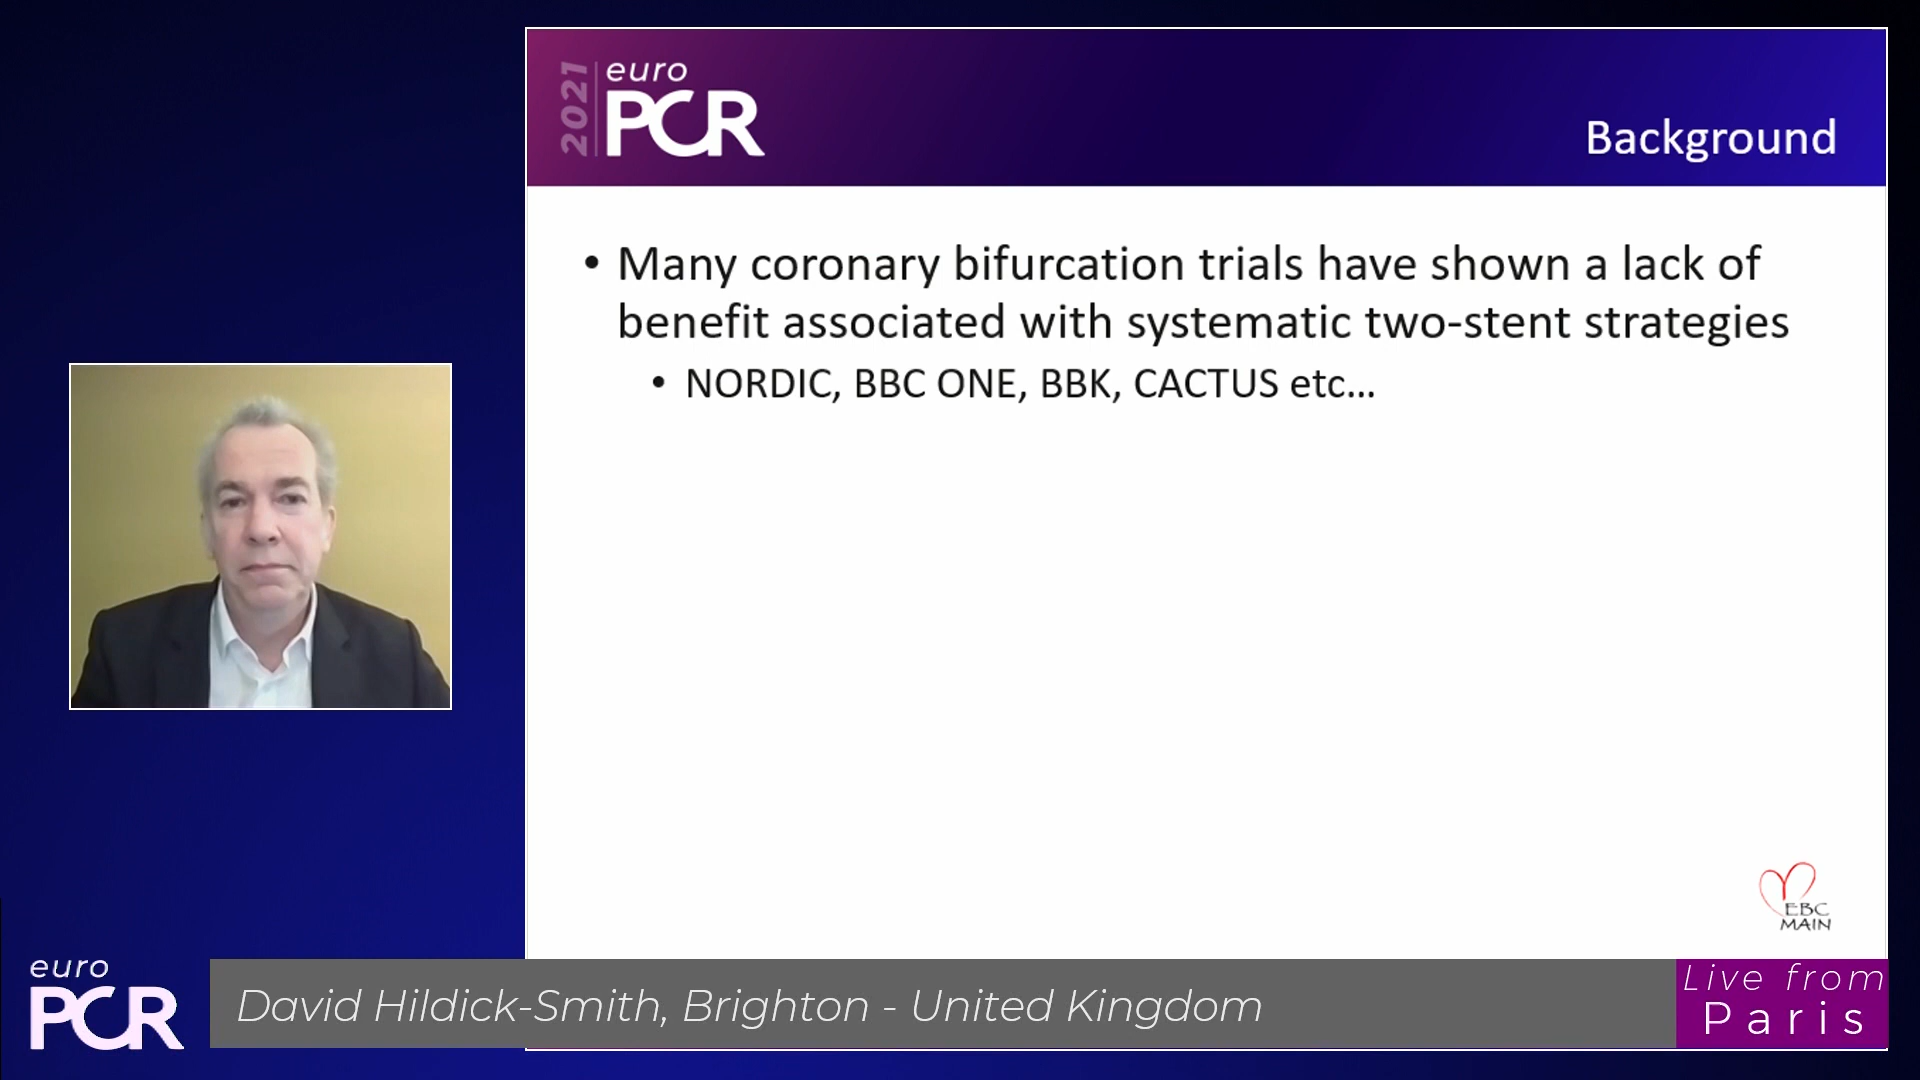 2021
euro
PCR
Background
• Many coronary bifurcation trials have shown a lack of
benefit associated with systematic two-stent strategies
• NORDIC, BBC ONE, BBK, CACTUS etc...
EBC
MAIN
euro
PCR
David Hildick-Smith, Brighton - United Kingdom
Live from
Paris